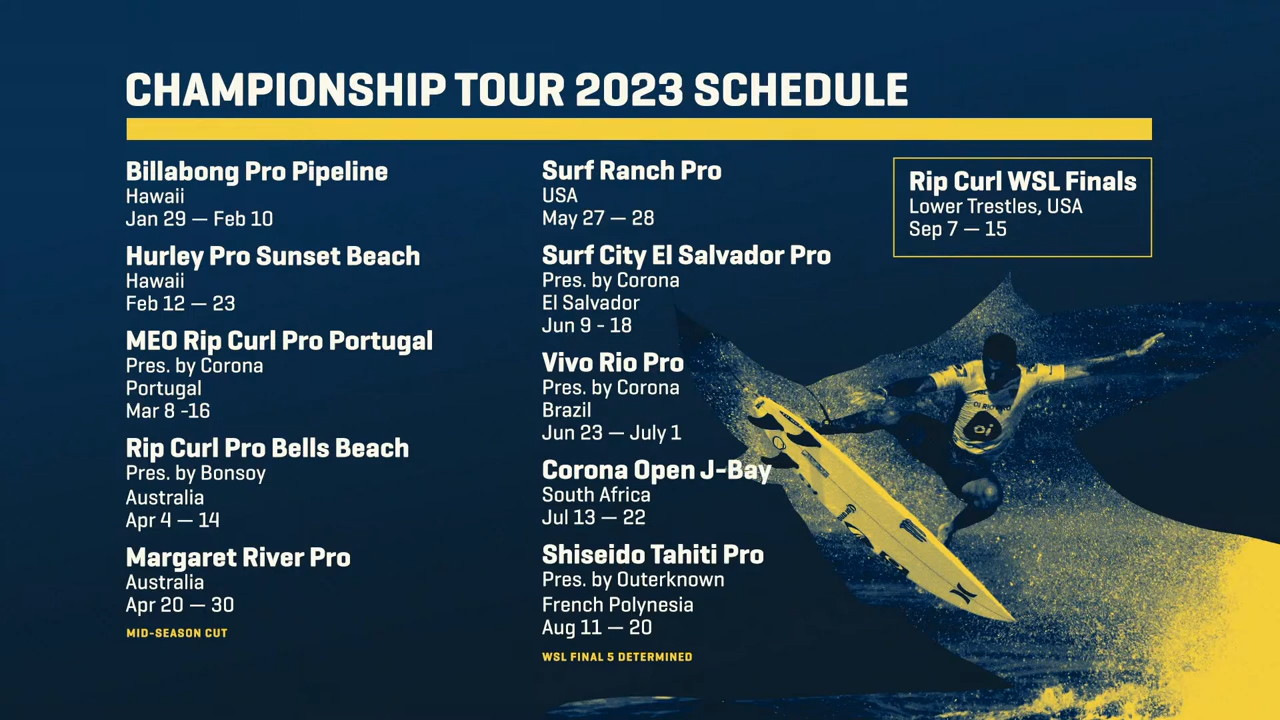 CHAMPIONSHIP TOUR 2023 SCHEDULE
Billabong Pro Pipeline
Hawaii
Jan 29 — Feb 10
Hurley Pro Sunset Beach
Hawaii
Feb 12 — 23
MEO Rip Curl Pro Portugal
Pres. by Corona
Portugal
Mar 8 -16
Rip Curl Pro Bells Beach
Pres. by Bonsoy
Australia
Apr 4 — 14
Margaret River Pro
Australia
Apr 20 — 30
MID-SEASON CUT
Surf Ranch Pro
USA
May 27 — 28
Surf City El Salvador Pro
Pres. by Corona
El Salvador
Jun 9 - 18
Vivo Rio Pro
Pres. by Corona
Brazil
Jun 23 — July 1
Corona Open J-Bay
South Africa
Jul 13 — 22
Shiseido Tahiti Pro
Pres. by Outerknown
French Polynesia
Aug 11 — 20
WSL FINAL 5 DETERMINED
Rip Curl WSL Finals
Lower Trestles, USA
Sep 7 — 15
Oi